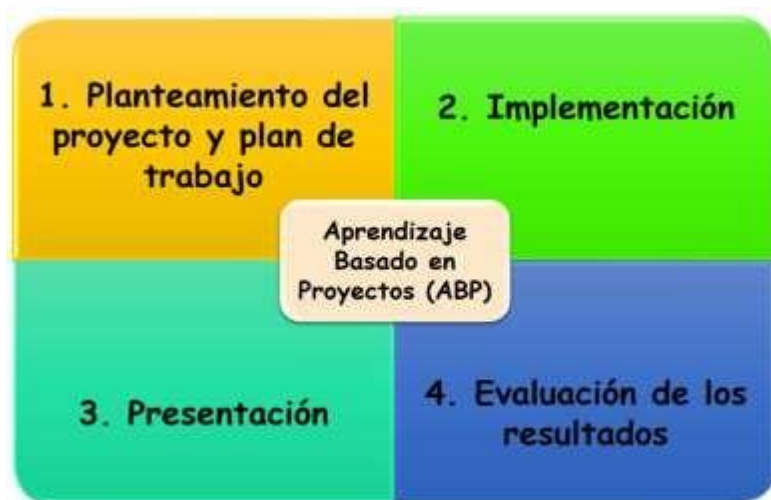 1. Planteamiento del
proyecto y plan de
trabajo
2. Implementación
Aprendizaje
Basado en
Proyectos (ABP)
3. Presentación
4. Evaluación de los
resultados